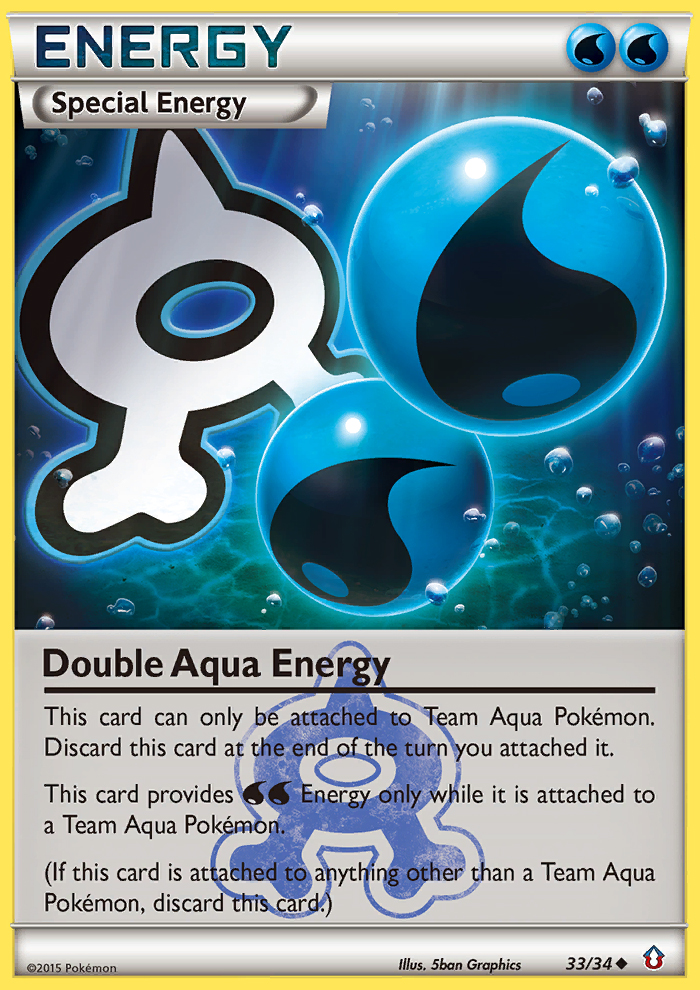 ENERGY
Special Energy
Double Aqua Energy
This card can only be attached to Team Aqua Pokémon.
Discard this card at the end of the turn you attached it.
This card provides Energy only while it is attached to
a Team Aqua Pokémon.
(If this card is attached to anything other than a Team Aqua
Pokémon, discard this card.)
©2015 Pokémon
Illus. 5ban Graphics
33/34